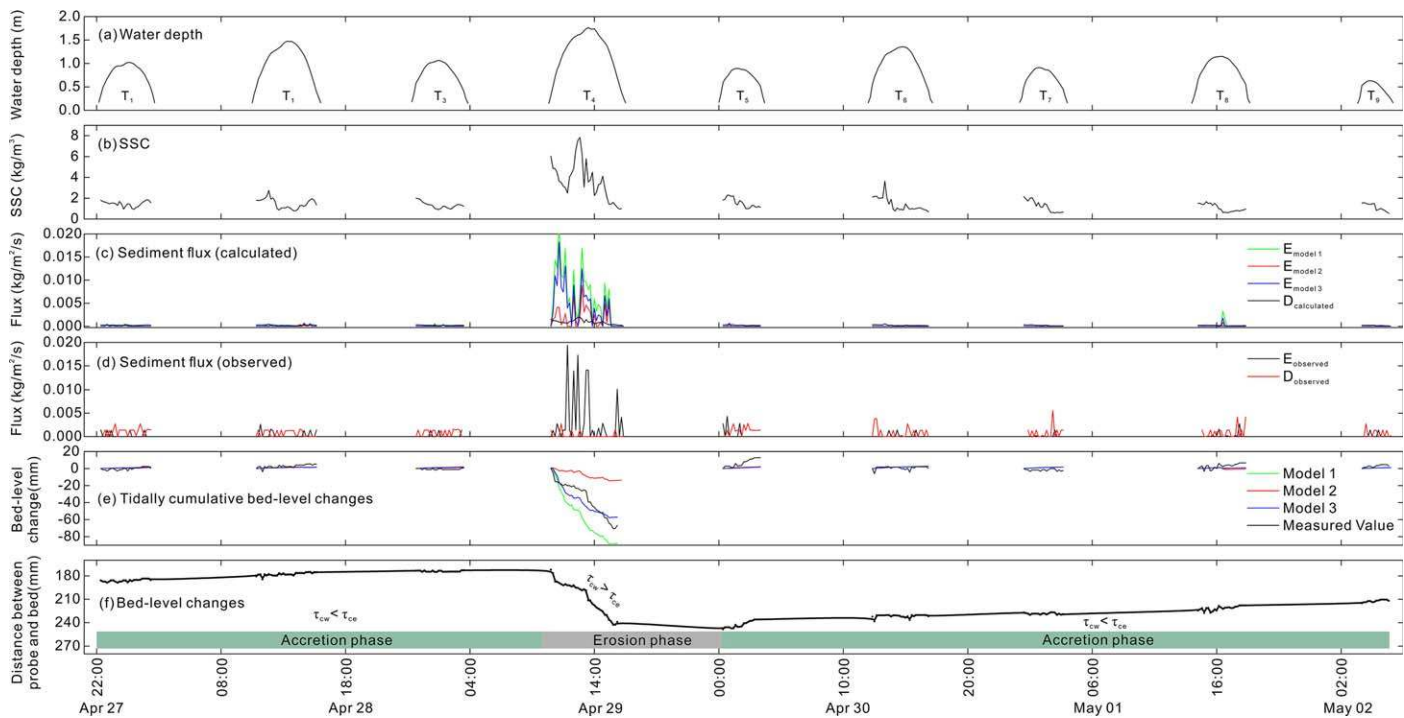 2.0
1.5
1.0
0.5
0.0
Water depth (m)
(a) Water depth
T1
T1
T3
T4
T5
T6
T7
T8
T9
8
6
4
2
0
SSC (kg/m³)
(b) SSC
0.020
0.015
0.010
0.005
0.000
Flux (kg/m²/s)
(c) Sediment flux (calculated)
E model 1
E model 2
E model 3
D calculated
0.020
0.015
0.010
0.005
0.000
Flux (kg/m²/s)
(d) Sediment flux (observed)
E observed
D observed
20
0
-20
-40
-60
-80
Bed-level
change(mm)
(e) Tidally cumulative bed-level changes
Model 1
Model 2
Model 3
Measured Value
180
210
240
270
Distance between
probe and bed(mm)
(f) Bed-level changes
τcw < τce
τcw > τce
τcw < τce
Accretion phase
Erosion phase
Accretion phase
22:00
08:00
18:00
04:00
14:00
00:00
10:00
20:00
06:00
16:00
02:00
Apr 27
Apr 28
Apr 29
Apr 30
May 01
May 02